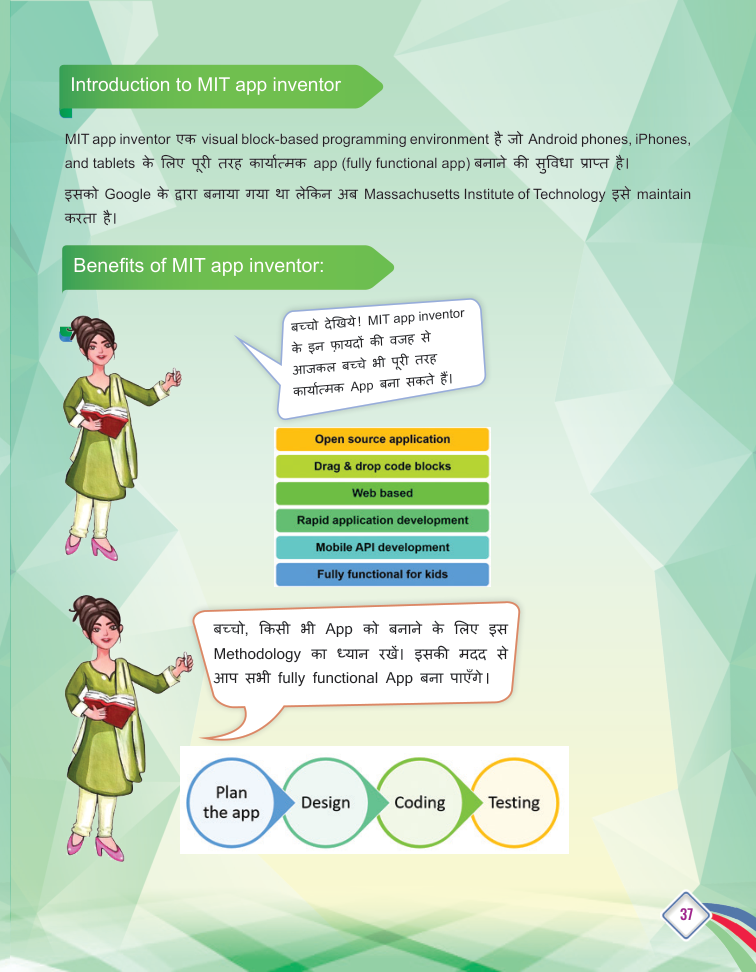 Introduction to MIT app inventor
MIT app inventor एक visual block-based programming environment है जो Android phones, iPhones,
and tablets के लिए पूरी तरह कार्यात्मक app (fully functional app) बनाने की सुविधा प्राप्त है।
इसको Google के द्वारा बनाया गया था लेकिन अब Massachusetts Institute of Technology इसे maintain
करता है।
Benefits of MIT app inventor:
बच्चो देखिये! MIT app inventor
के इन फ़ायदों की वजह से
आजकल बच्चे भी पूरी तरह
कार्यात्मक App बना सकते हैं।
Open source application
Drag & drop code blocks
Web based
Rapid application development
Mobile API development
Fully functional for kids
बच्चो, किसी भी App को बनाने के लिए इस
Methodology का ध्यान रखें। इसकी मदद से
आप सभी fully functional App बना पाएँगे।
Plan
the app
Design
Coding
Testing
37